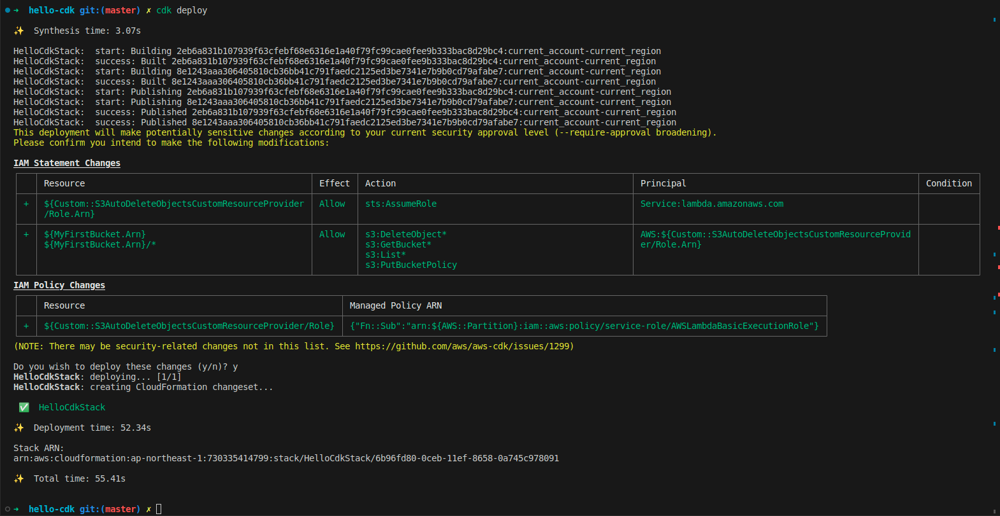 ➜ hello-cdk git:(master) ✗ cdk deploy
✨ Synthesis time: 3.07s
HelloCdkStack: start: Building 2eb6a831b107939f63cfebf68e6316e1a40f79fc99cae0fee9b333bac8d29bc4:current_account-current_region
HelloCdkStack: success: Built 2eb6a831b107939f63cfebf68e6316e1a40f79fc99cae0fee9b333bac8d29bc4:current_account-current_region
HelloCdkStack: start: Building 8e1243aaa306405810cb36bb41c791faedc2125ed3be7341e7b9b0cd79afabe7:current_account-current_region
HelloCdkStack: success: Built 8e1243aaa306405810cb36bb41c791faedc2125ed3be7341e7b9b0cd79afabe7:current_account-current_region
HelloCdkStack: start: Publishing 2eb6a831b107939f63cfebf68e6316e1a40f79fc99cae0fee9b333bac8d29bc4:current_account-current_region
HelloCdkStack: start: Publishing 8e1243aaa306405810cb36bb41c791faedc2125ed3be7341e7b9b0cd79afabe7:current_account-current_region
HelloCdkStack: success: Published 2eb6a831b107939f63cfebf68e6316e1a40f79fc99cae0fee9b333bac8d29bc4:current_account-current_region
HelloCdkStack: success: Published 8e1243aaa306405810cb36bb41c791faedc2125ed3be7341e7b9b0cd79afabe7:current_account-current_region
This deployment will make potentially sensitive changes according to your current security approval level (--require-approval broadening).
Please confirm you intend to make the following modifications:
IAM Statement Changes
Resource Effect Action Principal Condition
+ ${Custom::S3AutoDeleteObjectsCustomResourceProvider Allow sts:AssumeRole Service:lambda.amazonaws.com
/Role.Arn}
+ ${MyFirstBucket.Arn} Allow s3:DeleteObject* AWS:${Custom::S3AutoDeleteObjectsCustomResourceProvid
${MyFirstBucket.Arn}/* s3:GetBucket* er/Role.Arn}
s3:List*
s3:PutBucketPolicy
IAM Policy Changes
Resource Managed Policy ARN
+ ${Custom::S3AutoDeleteObjectsCustomResourceProvider/Role} {"Fn::Sub":"arn:${AWS::Partition}:iam::aws:policy/service-role/AWSLambdaBasicExecutionRole"}
(NOTE: There may be security-related changes not in this list. See https://github.com/aws/aws-cdk/issues/1299)
Do you wish to deploy these changes (y/n)? y
HelloCdkStack: deploying... [1/1]
HelloCdkStack: creating CloudFormation changeset...
✅ HelloCdkStack
✨ Deployment time: 52.34s
Stack ARN:
arn:aws:cloudformation:ap-northeast-1:730335414799:stack/HelloCdkStack/6b96fd80-0ceb-11ef-8658-0a745c978091
✨ Total time: 55.41s
➜ hello-cdk git:(master) ✗